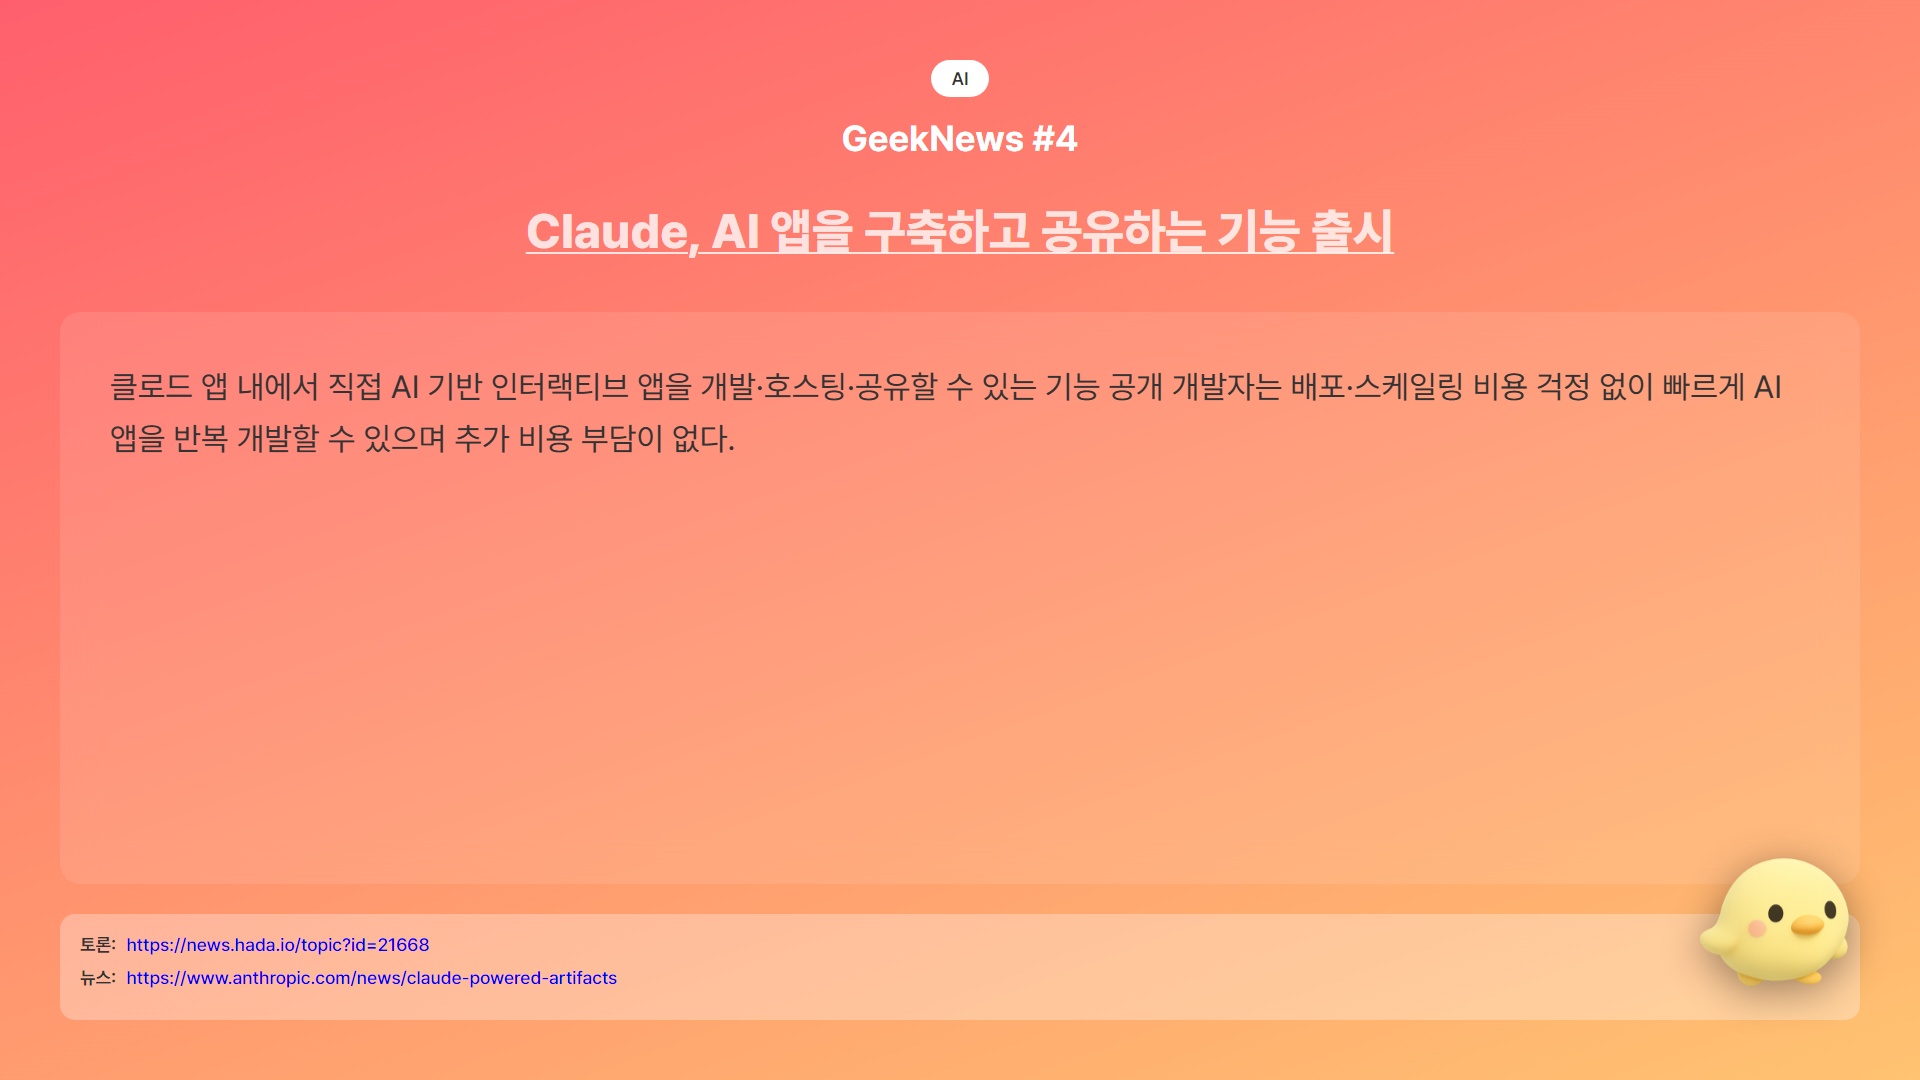 AI
GeekNews #4
Claude, AI 앱을 구축하고 공유하는 기능 출시
클로드 앱 내에서 직접 AI 기반 인터랙티브 앱을 개발·호스팅·공유할 수 있는 기능 공개 개발자는 배포·스케일링 비용 걱정 없이 빠르게 AI
앱을 반복 개발할 수 있으며 추가 비용 부담이 없다.
토론: https://news.hada.io/topic?id=21668
뉴스: https://www.anthropic.com/news/claude-powered-artifacts